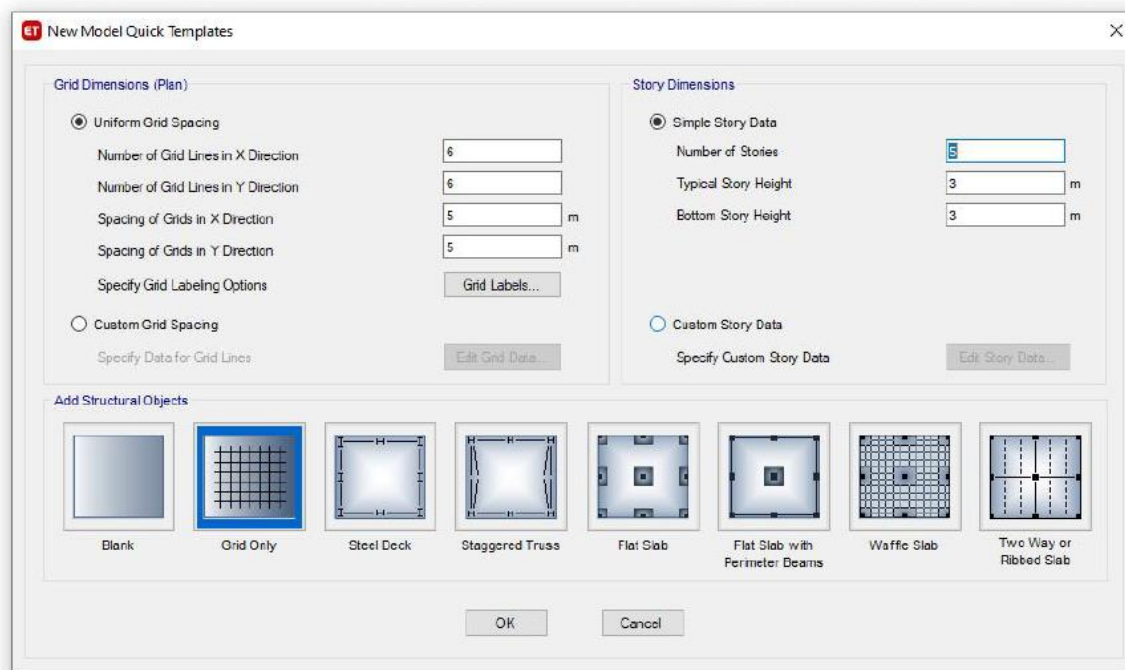 ET New Model Quick Templates
Grid Dimensions (Plan)
Uniform Grid Spacing
Number of Grid Lines in X Direction 6
Number of Grid Lines in Y Direction 6
Spacing of Grids in X Direction 5 m
Spacing of Grids in Y Direction 5 m
Specify Grid Labeling Options Grid Labels...
Custom Grid Spacing
Specify Data for Grid Lines Edit Grid Data...
Story Dimensions
Simple Story Data
Number of Stories 5
Typical Story Height 3 m
Bottom Story Height 3 m
Custom Story Data
Specify Custom Story Data Edit Story Data...
Add Structural Objects
Blank
Grid Only
Steel Deck
Staggered Truss
Flat Slab
Flat Slab with
Perimeter Beams
Waffle Slab
Two Way or
Ribbed Slab
OK Cancel